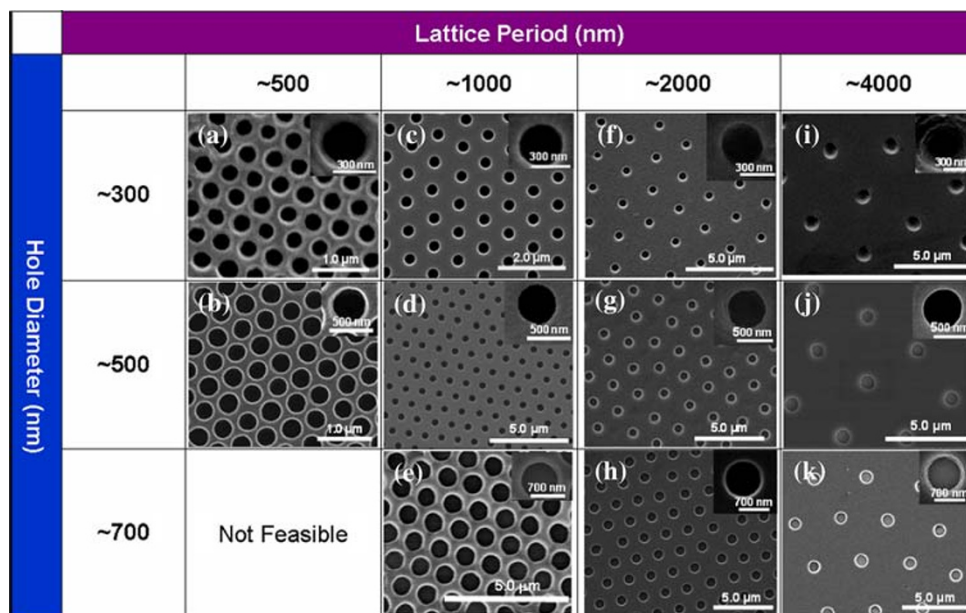 Lattice Period (nm)
~500 ~1000 ~2000 ~4000
Hole Diameter (nm)
~300
(a) 300 nm 1.0 μm
(c) 300 nm 2.0 μm
(f) 300 nm 5.0 μm
(i) 300 nm 5.0 μm
~500
(b) 500 nm 1.0 μm
(d) 500 nm 5.0 μm
(g) 500 nm 5.0 μm
(j) 500 nm 5.0 μm
~700
Not Feasible
(e) 700 nm 5.0 μm
(h) 700 nm 5.0 μm
(k) 700 nm 5.0 μm